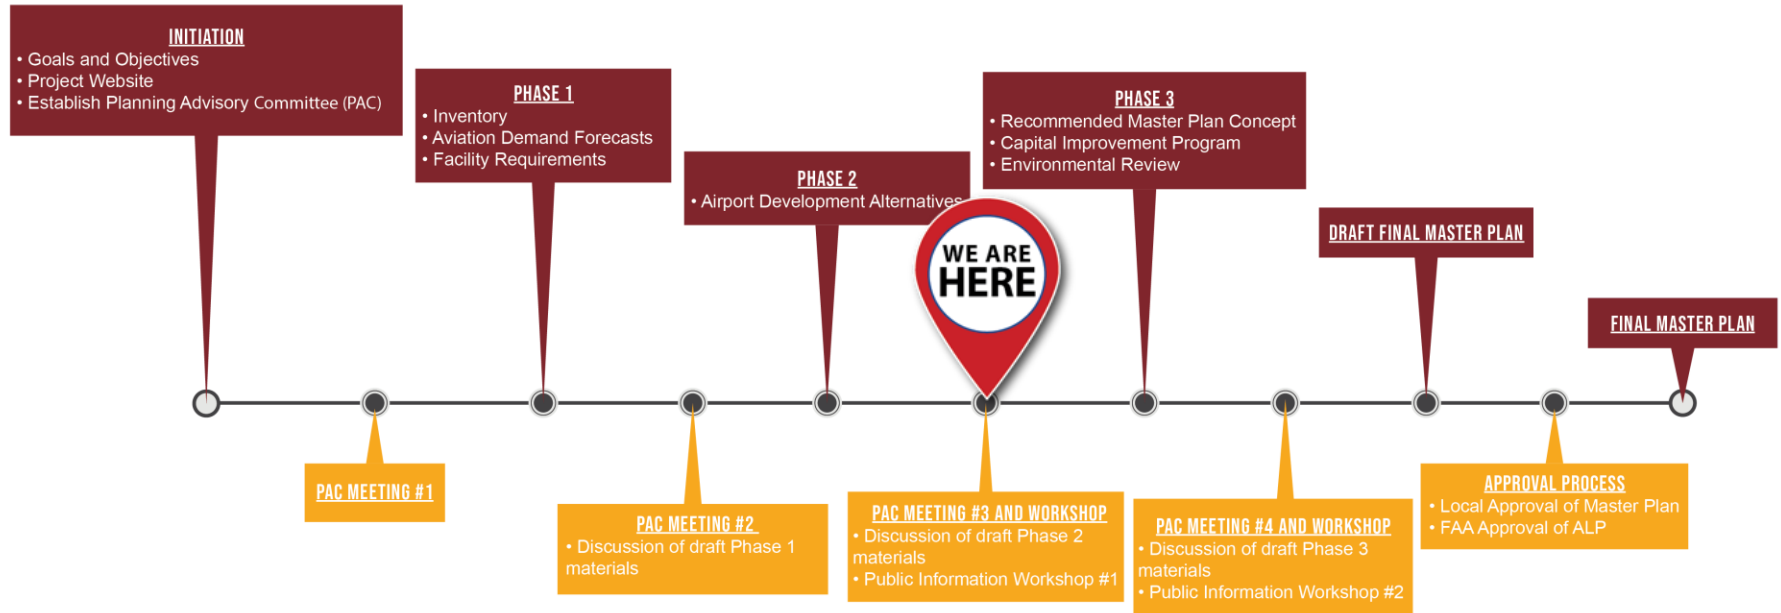 INITIATION
• Goals and Objectives
• Project Website
• Establish Planning Advisory Committee (PAC)
PHASE 1
• Inventory
• Aviation Demand Forecasts
• Facility Requirements
PHASE 2
• Airport Development Alternatives
PHASE 3
• Recommended Master Plan Concept
• Capital Improvement Program
• Environmental Review
WE ARE
HERE
DRAFT FINAL MASTER PLAN
FINAL MASTER PLAN
PAC MEETING #1
PAC MEETING #2
• Discussion of draft Phase 1
materials
PAC MEETING #3 AND WORKSHOP
• Discussion of draft Phase 2
materials
• Public Information Workshop #1
PAC MEETING #4 AND WORKSHOP
• Discussion of draft Phase 3
materials
• Public Information Workshop #2
APPROVAL PROCESS
• Local Approval of Master Plan
• FAA Approval of ALP